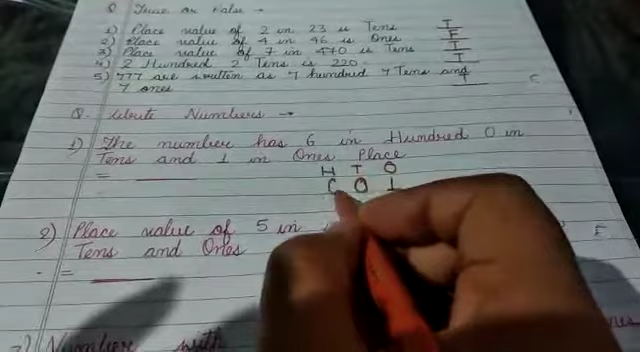 Q True or False →
1) Place value of 2 in 23 is Tens T
2) Place value of 4 in 46 is Ones F
3) Place value of 7 in 470 is Tens T
4) 2 Hundred 2 Tens is 220. T
5) 777 are written as 7 hundred 7 Tens and
7 ones T
Q. Write Numbers →
1) The number has 6 in Hundred 0 in
Tens and 1 in Ones Place
= H T O
0 1
2) Place value of 5 in
Tens and Ones
=
Number with